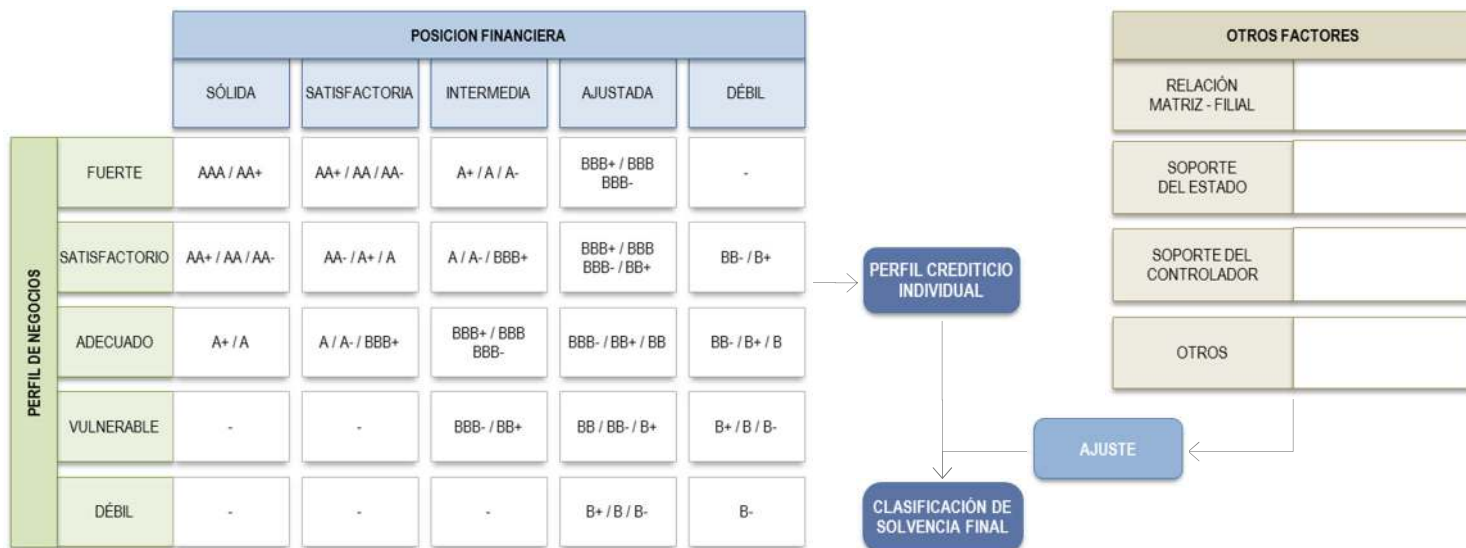 POSICION FINANCIERA
SÓLIDA
SATISFACTORIA
INTERMEDIA
AJUSTADA
DÉBIL
PERFIL DE NEGOCIOS
FUERTE
AAA / AA+
AA+ / AA / AA-
A+ / A / A-
BBB+ / BBB
BBB-
-
SATISFACTORIO
AA+ / AA / AA-
AA- / A+ / A
A / A- / BBB+
BBB+ / BBB
BBB- / BB+
BB- / B+
ADECUADO
A+ / A
A / A- / BBB+
BBB+ / BBB
BBB-
BBB- / BB+ / BB
BB- / B+ / B
VULNERABLE
-
-
BBB- / BB+
BB / BB- / B+
B+ / B / B-
DÉBIL
-
-
-
B+ / B / B-
B-
PERFIL CREDITICIO
INDIVIDUAL
CLASIFICACIÓN DE
SOLVENCIA FINAL
AJUSTE
OTROS FACTORES
RELACIÓN
MATRIZ - FILIAL
SOPORTE
DEL ESTADO
SOPORTE DEL
CONTROLADOR
OTROS